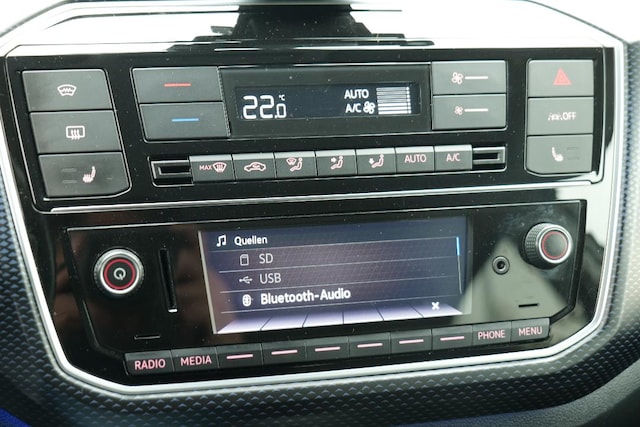 22.0 °C
AUTO
A/C
OFF
MAX
AUTO
A/C
Quellen
SD
USB
Bluetooth-Audio
RADIO
MEDIA
PHONE
MENU